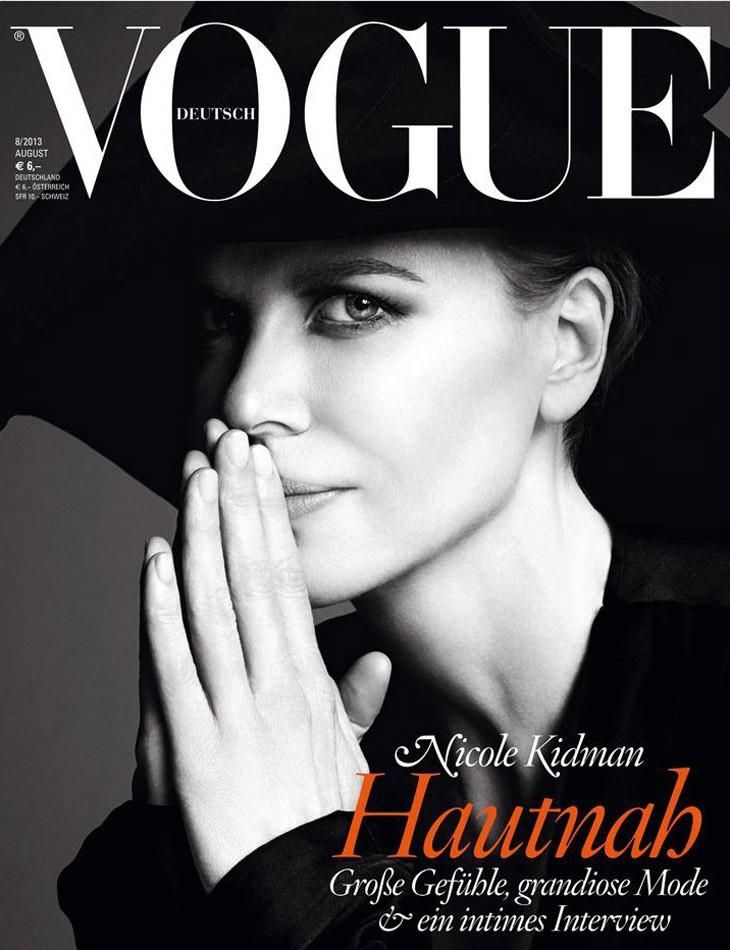 ®
VOGUE
DEUTSCH
8/2013
AUGUST
€ 6,–
DEUTSCHLAND
€ 6,– ÖSTERREICH
SFR 10,– SCHWEIZ
Nicole Kidman
Hautnah
Große Gefühle, grandiose Mode
& ein intimes Interview